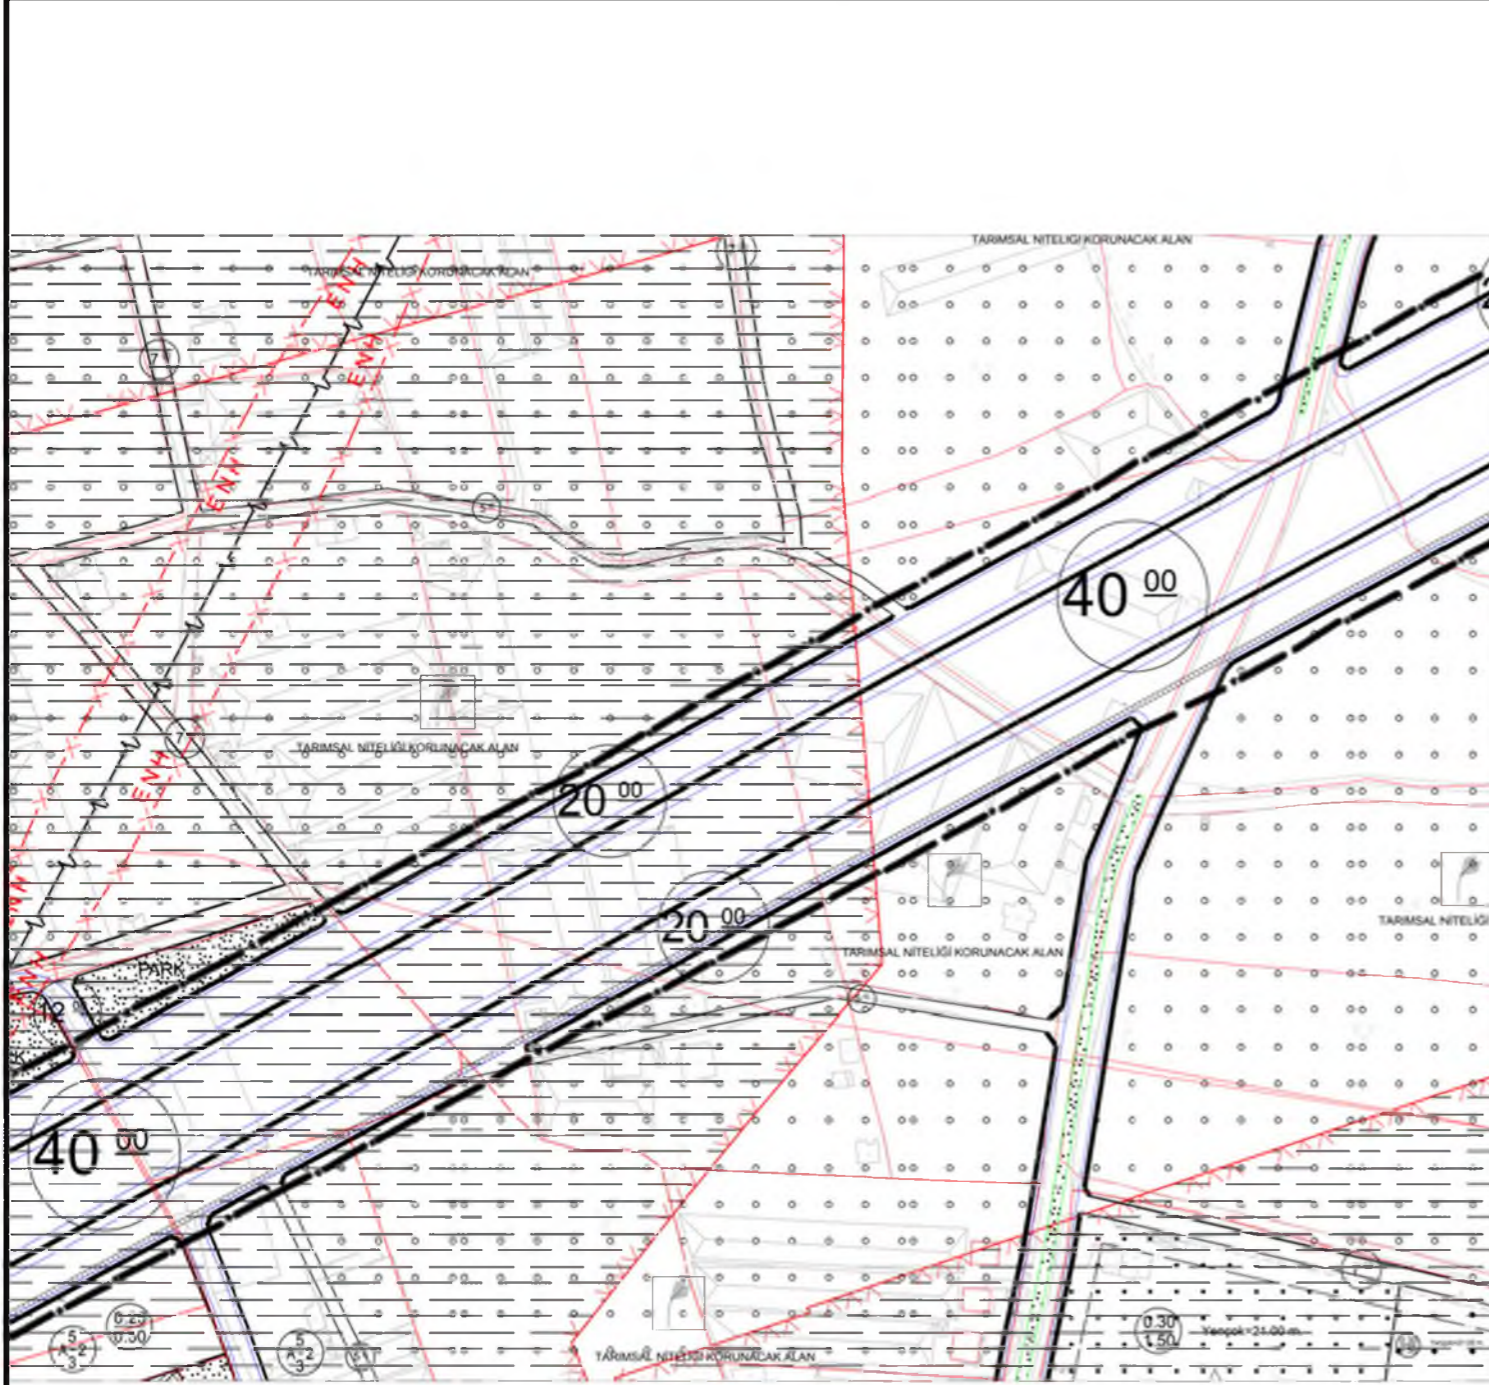 TARIMSAL NİTELİĞİ KORUNACAK ALAN
TARIMSAL NİTELİĞİ KORUNACAK ALAN
ENH
ENH
7
ENH
5
40 00
7
TARIMSAL NİTELİĞİ KORUNACAK ALAN
ENH
20 00
20 00
TARIMSAL NİTELİĞİ
TARIMSAL NİTELİĞİ KORUNACAK ALAN
PARK
ENH
12
40 00
0.30
1.50
Yençok=21.00 m.
5
A-2
3
0.25
0.50
5
A-2
3
TARIMSAL NİTELİĞİ KORUNACAK ALAN